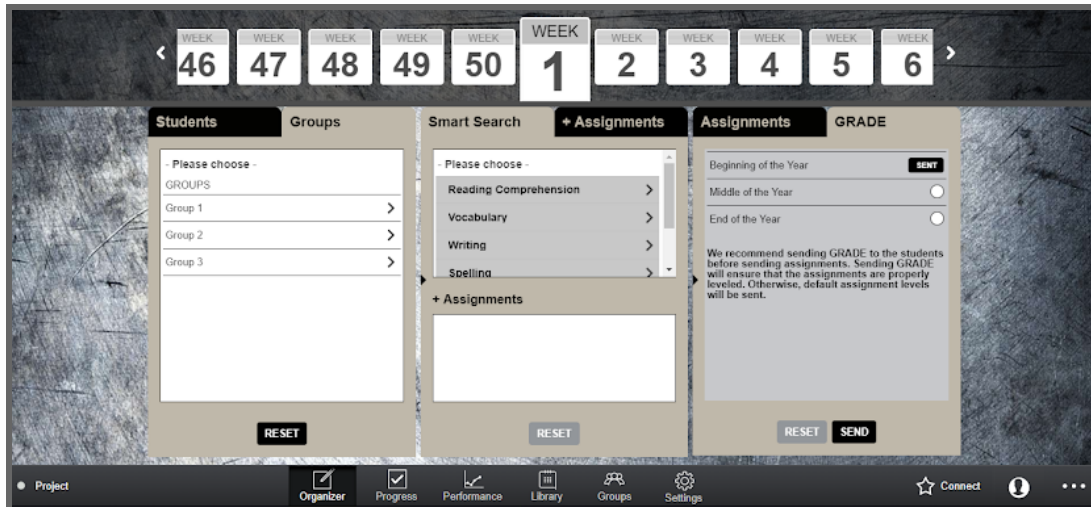 WEEK WEEK WEEK WEEK WEEK WEEK WEEK WEEK WEEK WEEK WEEK
46 47 48 49 50 1 2 3 4 5 6
Students Groups
- Please choose -
GROUPS
Group 1
Group 2
Group 3
RESET
Smart Search + Assignments
- Please choose -
Reading Comprehension
Vocabulary
Writing
Spelling
+ Assignments
RESET
Assignments GRADE
Beginning of the Year SENT
Middle of the Year
End of the Year
We recommend sending GRADE to the students
before sending assignments. Sending GRADE
will ensure that the assignments are properly
leveled. Otherwise, default assignment levels
will be sent.
RESET SEND
Project Organizer Progress Performance Library Groups Settings Connect